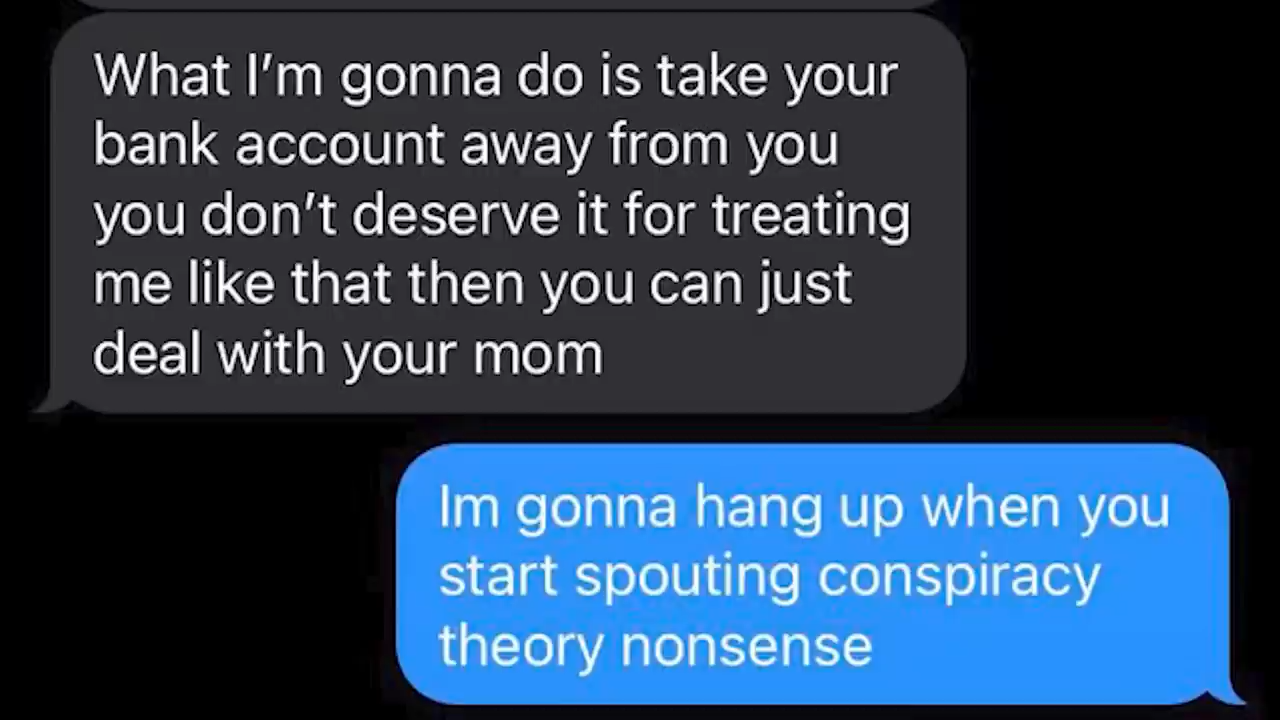 What I’m gonna do is take your
bank account away from you
you don’t deserve it for treating
me like that then you can just
deal with your mom
Im gonna hang up when you
start spouting conspiracy
theory nonsense